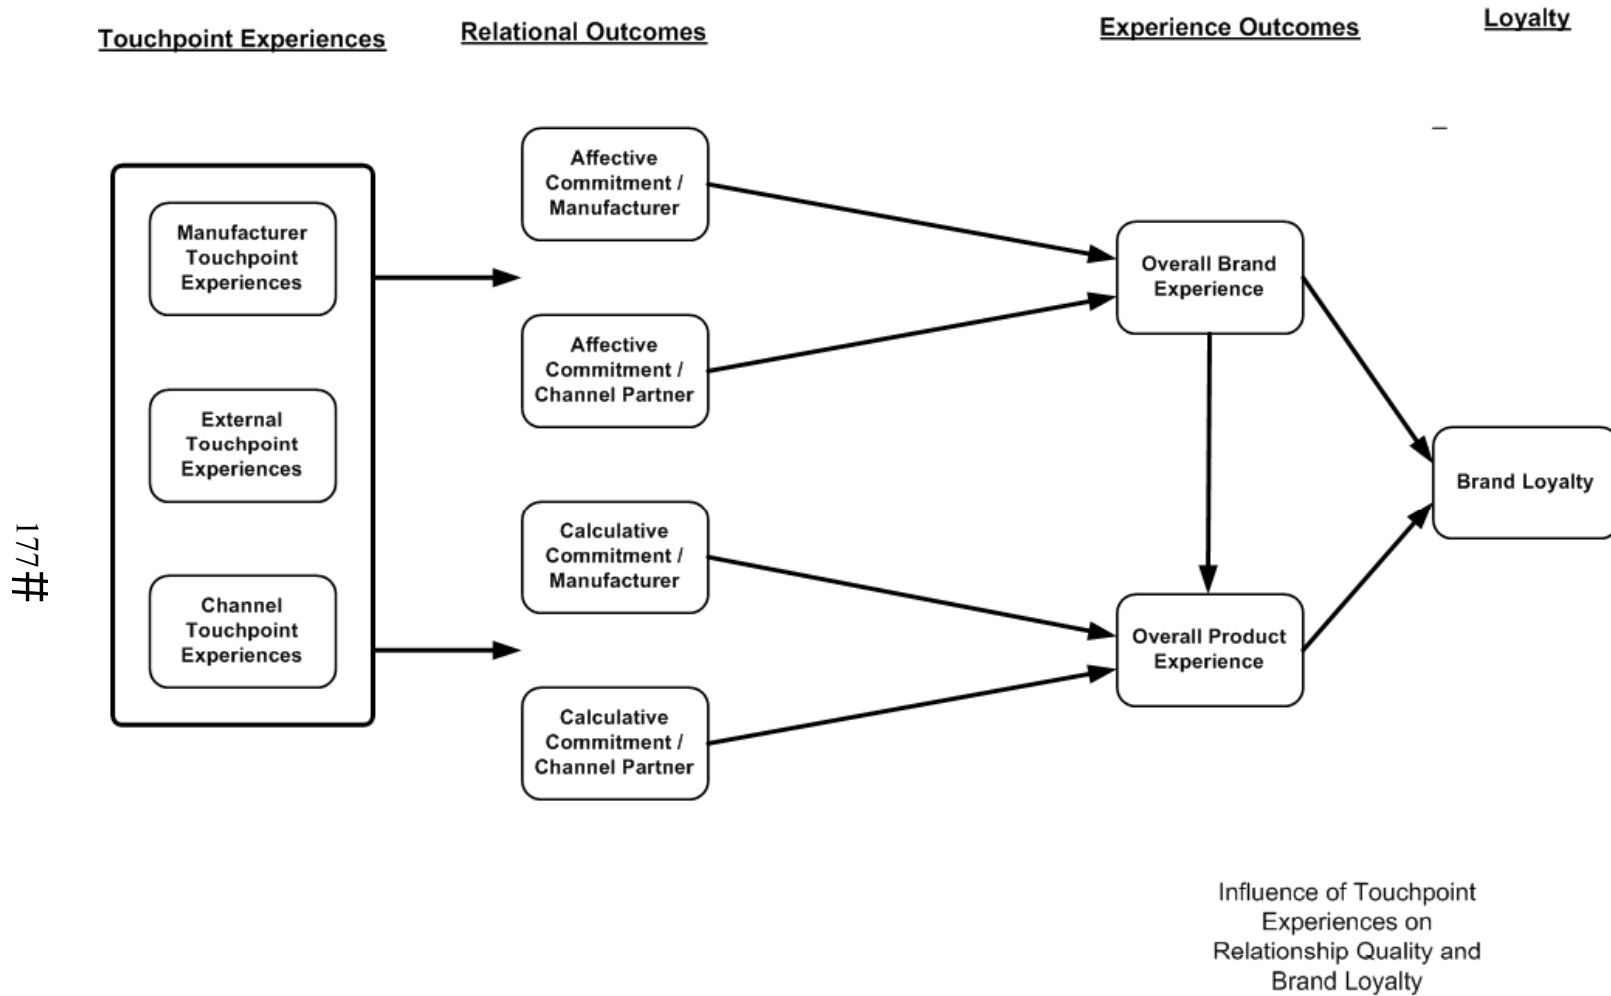 Touchpoint Experiences
Relational Outcomes
Experience Outcomes
Loyalty
Manufacturer
Touchpoint
Experiences
External
Touchpoint
Experiences
Channel
Touchpoint
Experiences
Affective
Commitment /
Manufacturer
Affective
Commitment /
Channel Partner
Calculative
Commitment /
Manufacturer
Calculative
Commitment /
Channel Partner
Overall Brand
Experience
Overall Product
Experience
Brand Loyalty
177#
Influence of Touchpoint
Experiences on
Relationship Quality and
Brand Loyalty